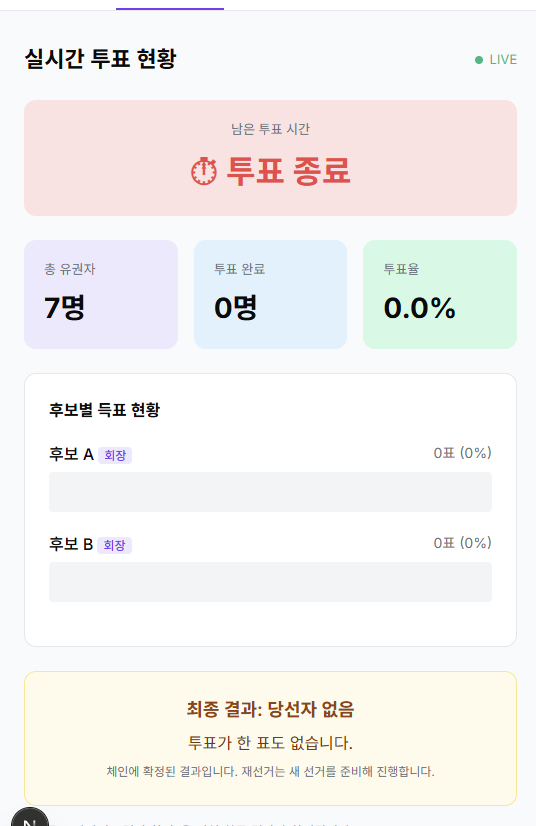 실시간 투표 현황
LIVE
남은 투표 시간
⏱ 투표 종료
총 유권자
투표 완료
투표율
7명
0명
0.0%
후보별 득표 현황
후보 A 회장 0표 (0%)
후보 B 회장 0표 (0%)
최종 결과: 당선자 없음
투표가 한 표도 없습니다.
체인에 확정된 결과입니다. 재선거는 새 선거를 준비해 진행합니다.